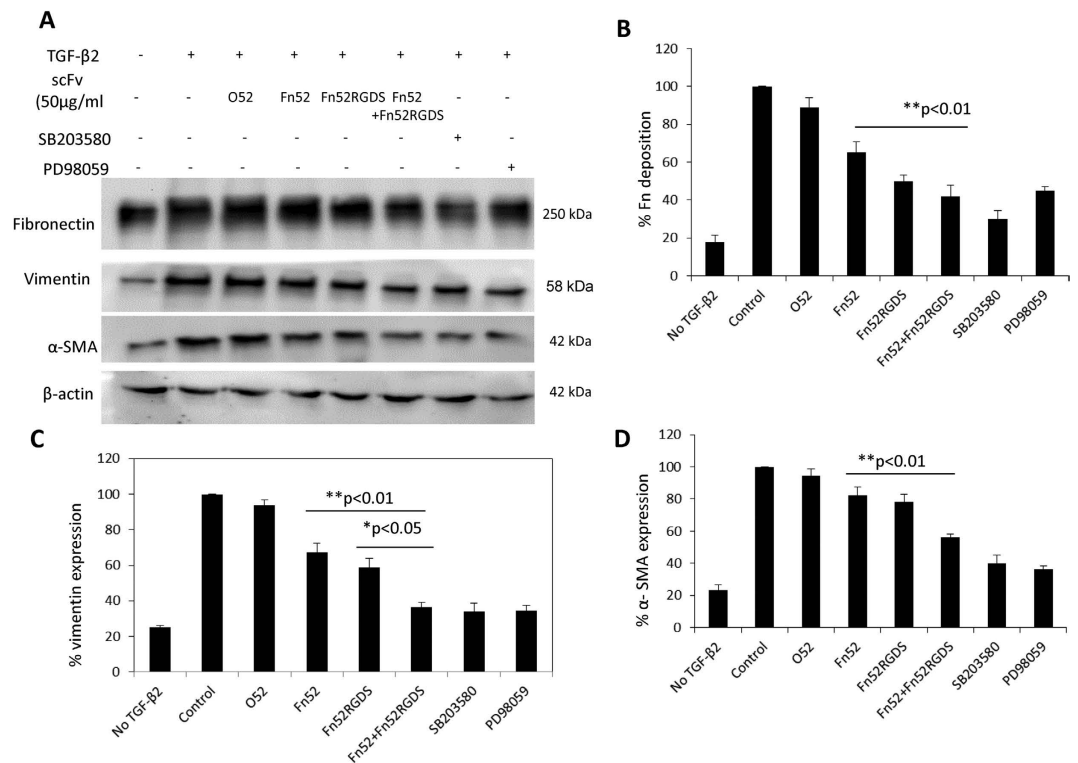 A
TGF-β2 - + + + + + + +
scFv
(50µg/ml - - O52 Fn52 Fn52RGDS Fn52 - -
+Fn52RGDS
SB203580 - - - - - - + -
PD98059 - - - - - - - +
Fibronectin 250 kDa
Vimentin 58 kDa
α-SMA 42 kDa
β-actin 42 kDa
B
% Fn deposition
100
80
60
40
20
0
**p<0.01
No TGF-β2
Control
O52
Fn52
Fn52RGDS
Fn52+Fn52RGDS
SB203580
PD98059
C
% vimentin expression
120
100
80
60
40
20
0
**p<0.01
*p<0.05
No TGF-β2
Control
O52
Fn52
Fn52RGDS
Fn52+Fn52RGDS
SB203580
PD98059
D
% α- SMA expression
100
80
60
40
20
0
**p<0.01
No TGF-β2
Control
O52
Fn52
Fn52RGDS
Fn52+Fn52RGDS
SB203580
PD98059